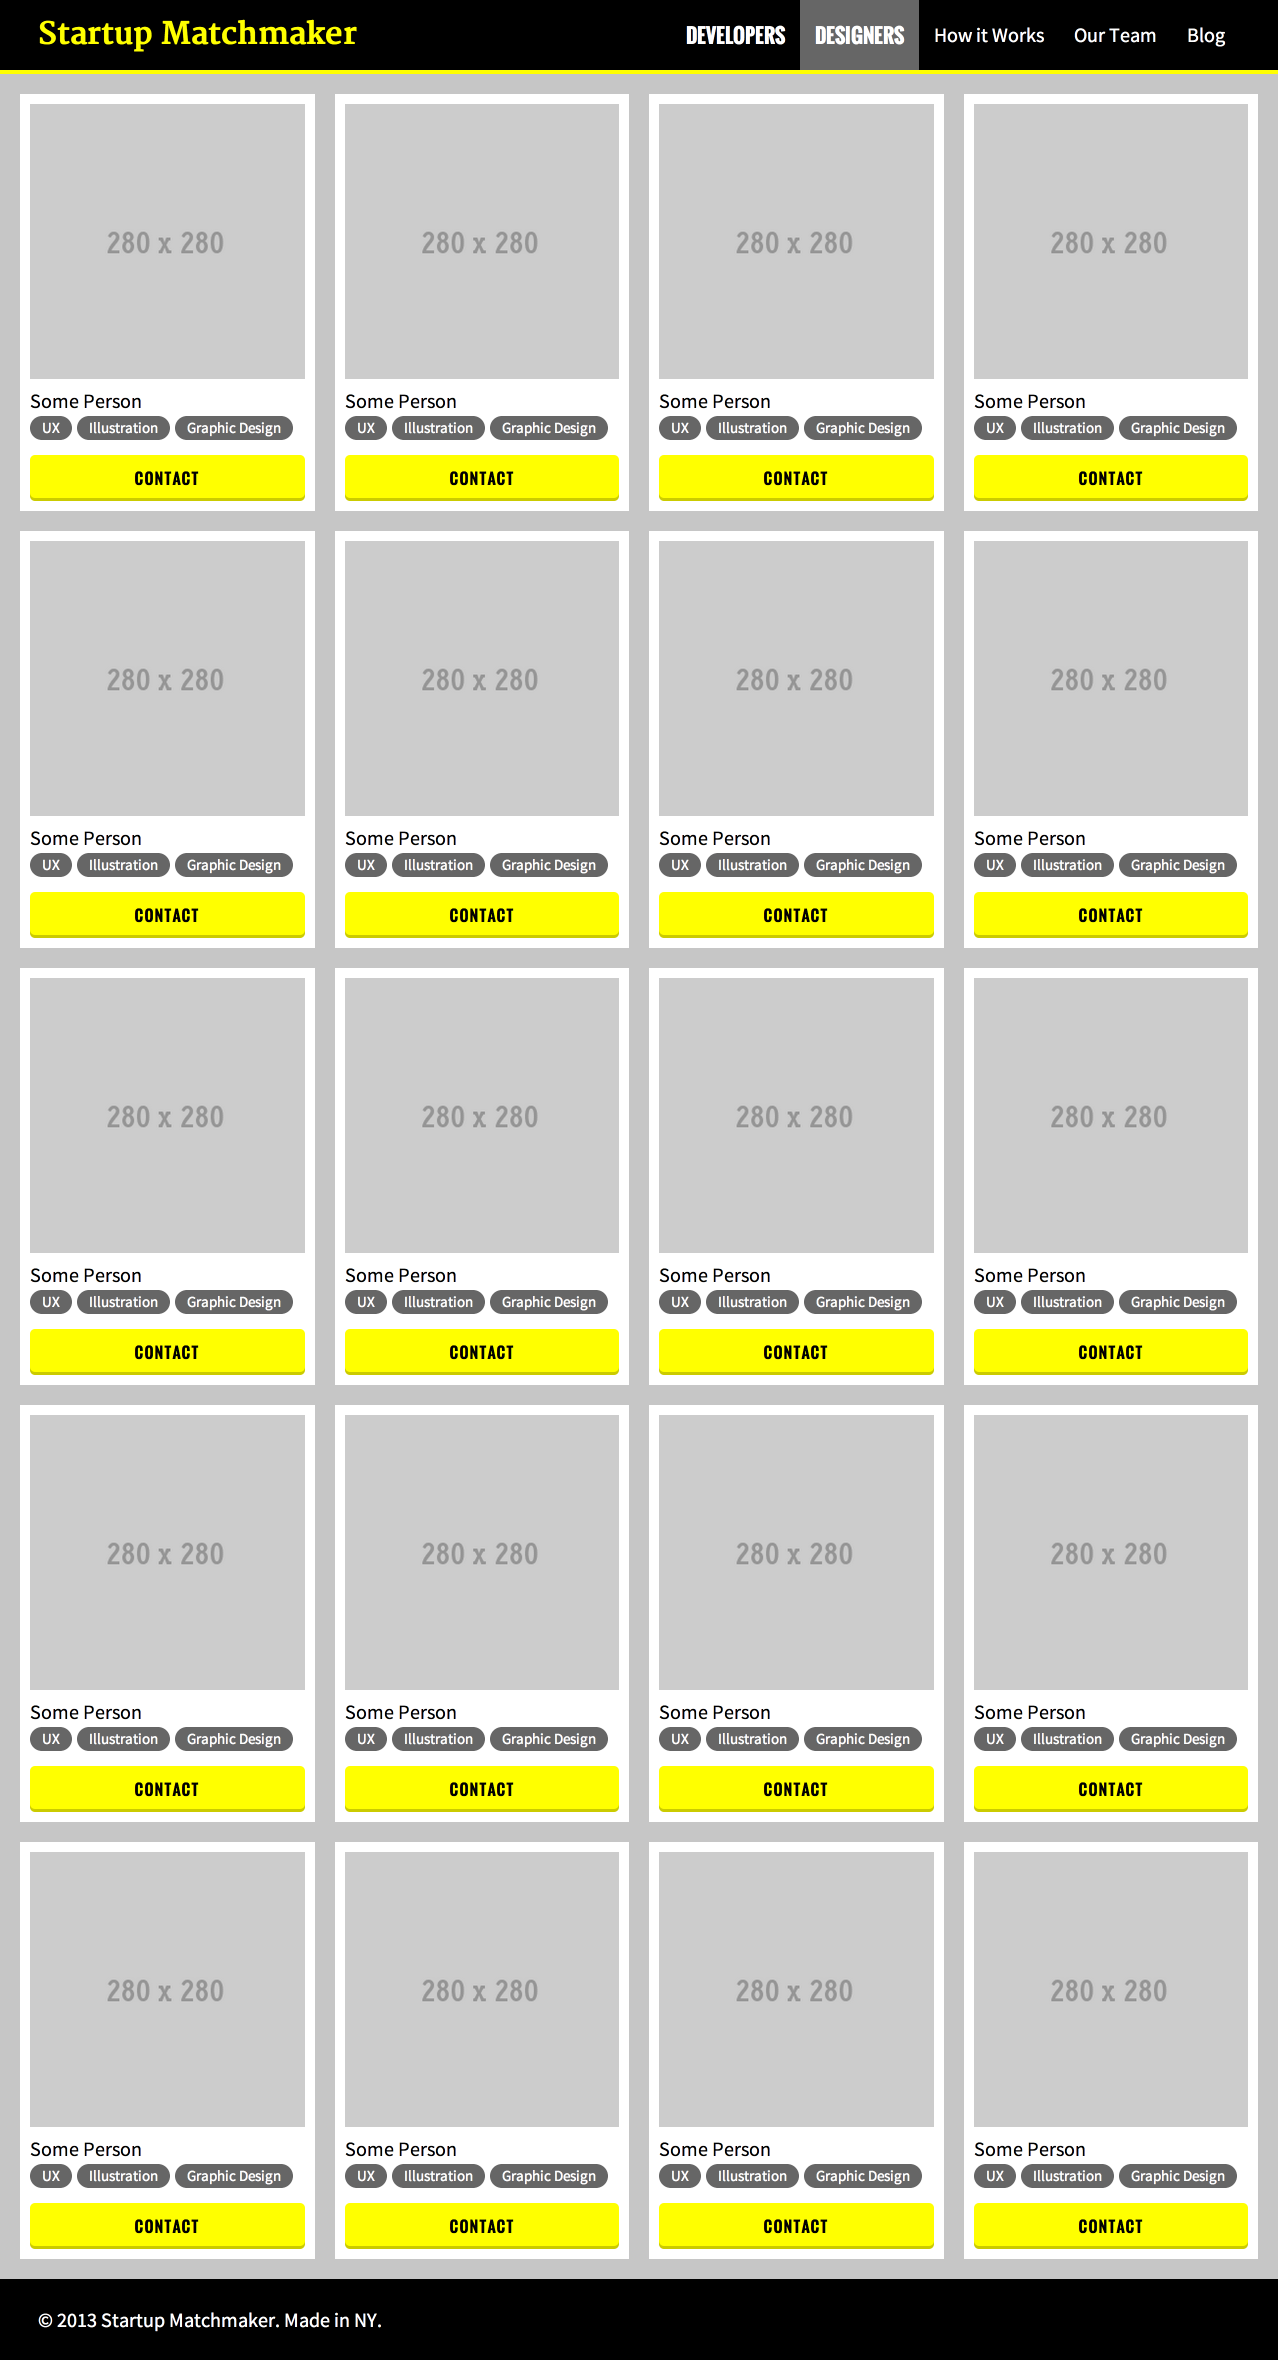 Startup Matchmaker DEVELOPERS DESIGNERS How it Works Our Team Blog
280 x 280 280 x 280 280 x 280 280 x 280
Some Person Some Person Some Person Some Person
UX Illustration Graphic Design UX Illustration Graphic Design UX Illustration Graphic Design UX Illustration Graphic Design
CONTACT CONTACT CONTACT CONTACT
280 x 280 280 x 280 280 x 280 280 x 280
Some Person Some Person Some Person Some Person
UX Illustration Graphic Design UX Illustration Graphic Design UX Illustration Graphic Design UX Illustration Graphic Design
CONTACT CONTACT CONTACT CONTACT
280 x 280 280 x 280 280 x 280 280 x 280
Some Person Some Person Some Person Some Person
UX Illustration Graphic Design UX Illustration Graphic Design UX Illustration Graphic Design UX Illustration Graphic Design
CONTACT CONTACT CONTACT CONTACT
280 x 280 280 x 280 280 x 280 280 x 280
Some Person Some Person Some Person Some Person
UX Illustration Graphic Design UX Illustration Graphic Design UX Illustration Graphic Design UX Illustration Graphic Design
CONTACT CONTACT CONTACT CONTACT
280 x 280 280 x 280 280 x 280 280 x 280
Some Person Some Person Some Person Some Person
UX Illustration Graphic Design UX Illustration Graphic Design UX Illustration Graphic Design UX Illustration Graphic Design
CONTACT CONTACT CONTACT CONTACT
© 2013 Startup Matchmaker. Made in NY.